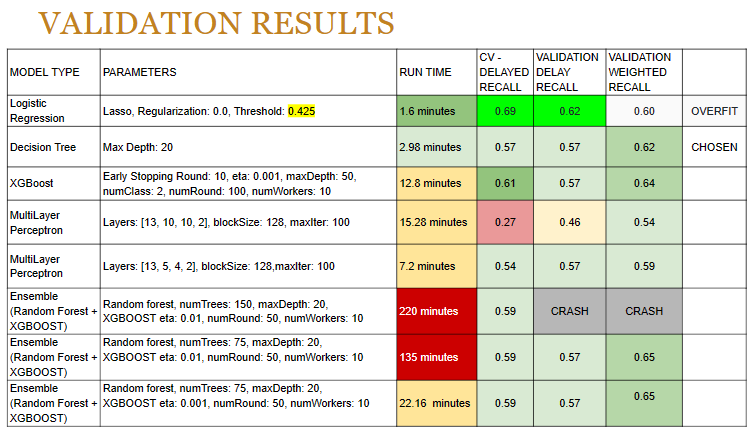 VALIDATION RESULTS
MODEL TYPE PARAMETERS RUN TIME CV - DELAYED RECALL VALIDATION DELAY RECALL VALIDATION WEIGHTED RECALL
Logistic Regression Lasso, Regularization: 0.0, Threshold: 0.425 1.6 minutes 0.69 0.62 0.60 OVERFIT
Decision Tree Max Depth: 20 2.98 minutes 0.57 0.57 0.62 CHOSEN
XGBoost Early Stopping Round: 10, eta: 0.001, maxDepth: 50, numClass: 2, numRound: 100, numWorkers: 10 12.8 minutes 0.61 0.57 0.64
MultiLayer Perceptron Layers: [13, 10, 10, 2], blockSize: 128, maxIter: 100 15.28 minutes 0.27 0.46 0.54
MultiLayer Perceptron Layers: [13, 5, 4, 2], blockSize: 128,maxIter: 100 7.2 minutes 0.54 0.57 0.59
Ensemble (Random Forest + XGBOOST) Random forest, numTrees: 150, maxDepth: 20, XGBOOST eta: 0.01, numRound: 50, numWorkers: 10 220 minutes 0.59 CRASH CRASH
Ensemble (Random Forest + XGBOOST) Random forest, numTrees: 75, maxDepth: 20, XGBOOST eta: 0.01, numRound: 50, numWorkers: 10 135 minutes 0.59 0.57 0.65
Ensemble (Random Forest + XGBOOST) Random forest, numTrees: 75, maxDepth: 20, XGBOOST eta: 0.001, numRound: 50, numWorkers: 10 22.16 minutes 0.59 0.57 0.65